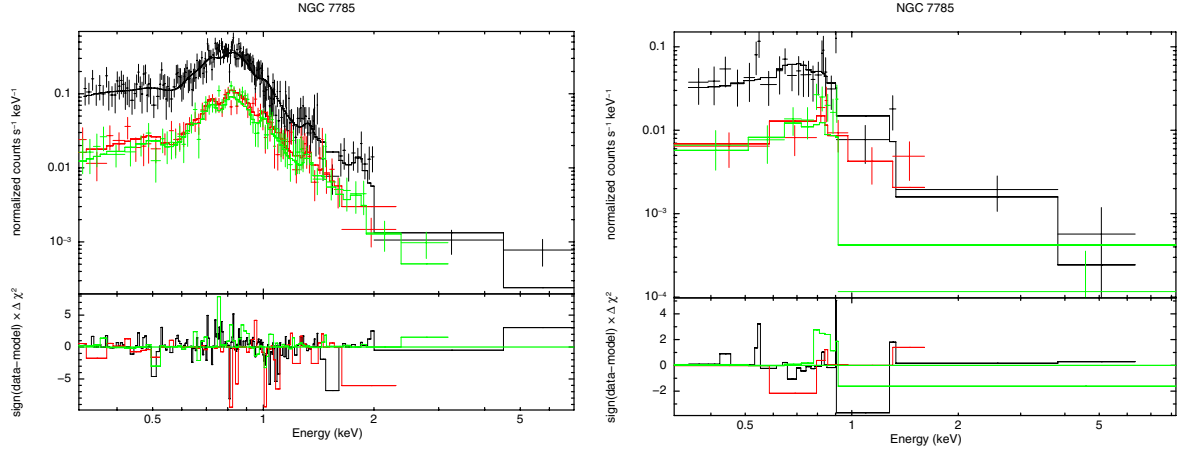 NGC 7785
normalized counts s⁻¹ keV⁻¹
0.1
0.01
10⁻³
sign(data−model) × Δ χ²
5
0
−5
0.5
1
2
5
Energy (keV)
NGC 7785
normalized counts s⁻¹ keV⁻¹
0.1
0.01
10⁻³
10⁻⁴
sign(data−model) × Δ χ²
4
2
0
−2
0.5
1
2
5
Energy (keV)